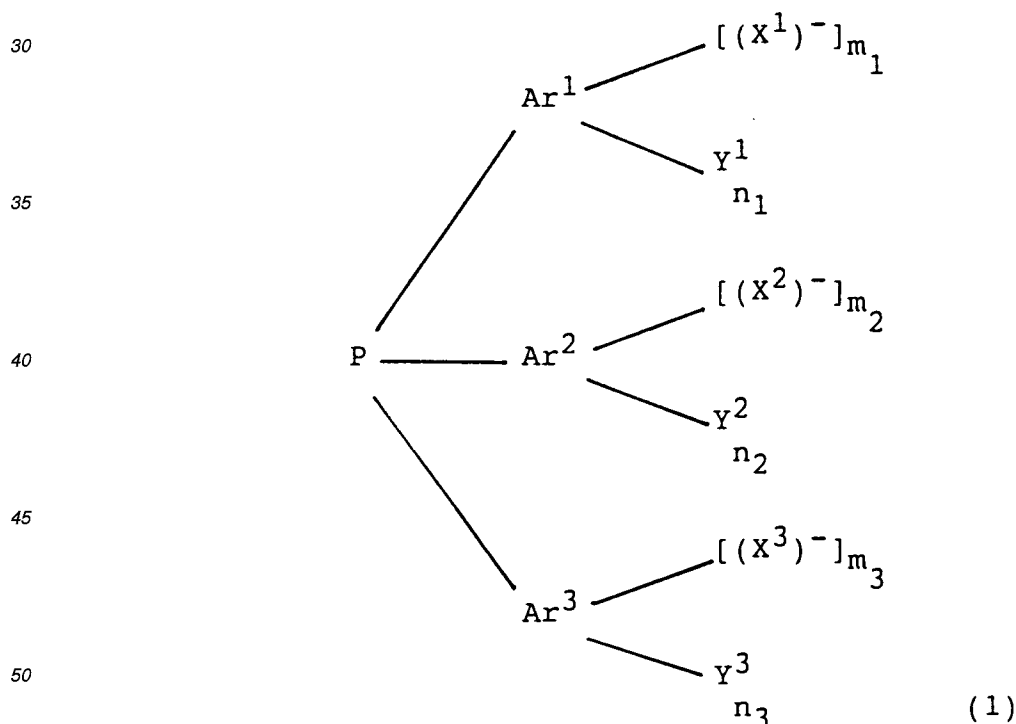 30 [(X¹)⁻]m₁
Ar¹
Y¹
35 n₁
[(X²)⁻]m₂
40 P Ar² 
Y²
n₂
45
[(X³)⁻]m₃
Ar³
50 Y³
n₃ (1)